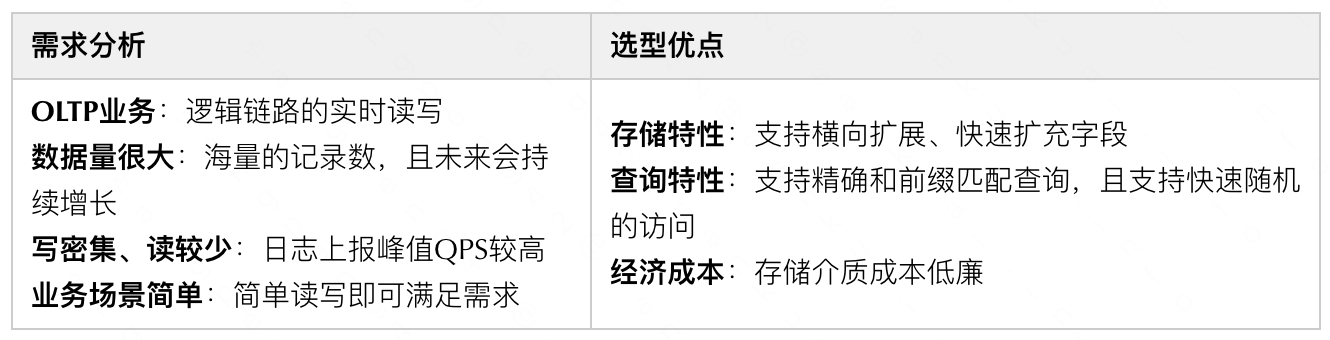 需求分析
选型优点
OLTP业务：逻辑链路的实时读写
数据量很大：海量的记录数，且未来会持
续增长
写密集、读较少：日志上报峰值QPS较高
业务场景简单：简单读写即可满足需求
存储特性：支持横向扩展、快速扩充字段
查询特性：支持精确和前缀匹配查询，且支持快速随机
的访问
经济成本：存储介质成本低廉